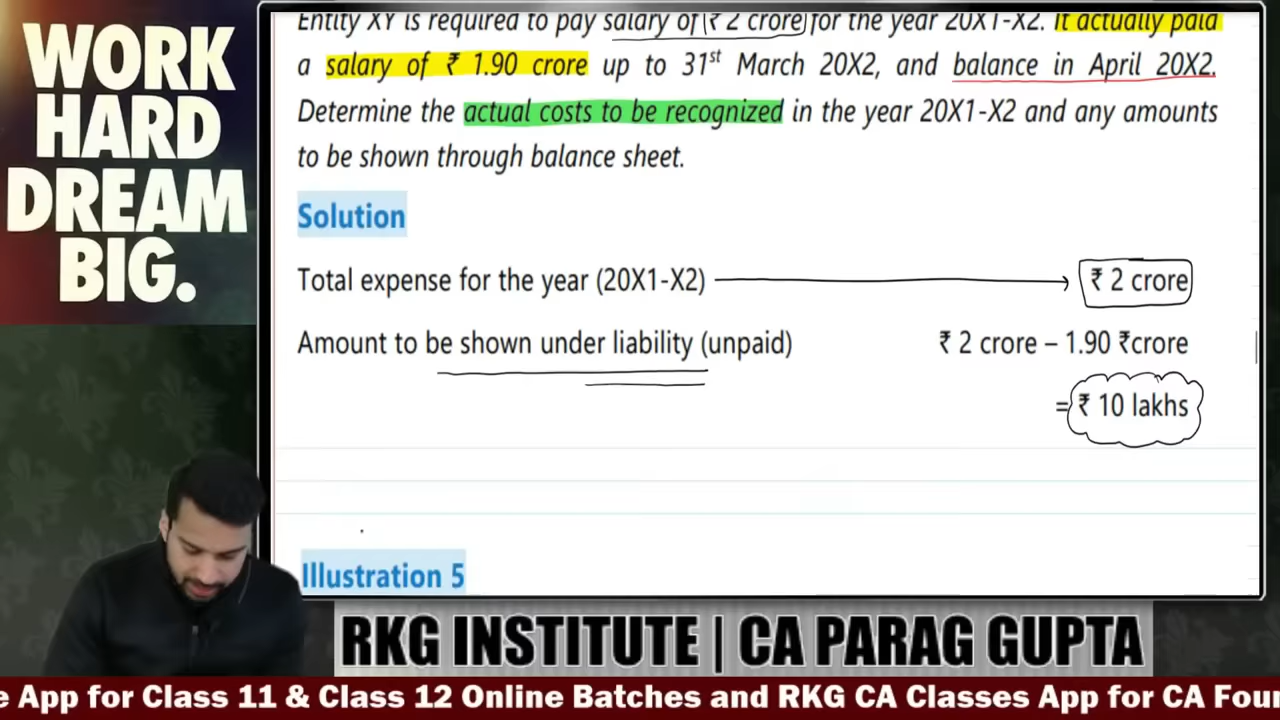 WORK
HARD
DREAM
BIG.
Entity XY is required to pay salary of ₹ 2 crore for the year 20X1-X2. It actually paid
a salary of ₹ 1.90 crore up to 31st March 20X2, and balance in April 20X2.
Determine the actual costs to be recognized in the year 20X1-X2 and any amounts
to be shown through balance sheet.
Solution
Total expense for the year (20X1-X2) ₹ 2 crore
Amount to be shown under liability (unpaid) ₹ 2 crore – 1.90 ₹crore
= ₹ 10 lakhs
Illustration 5
RKG INSTITUTE | CA PARAG GUPTA
e App for Class 11 & Class 12 Online Batches and RKG CA Classes App for CA Foun